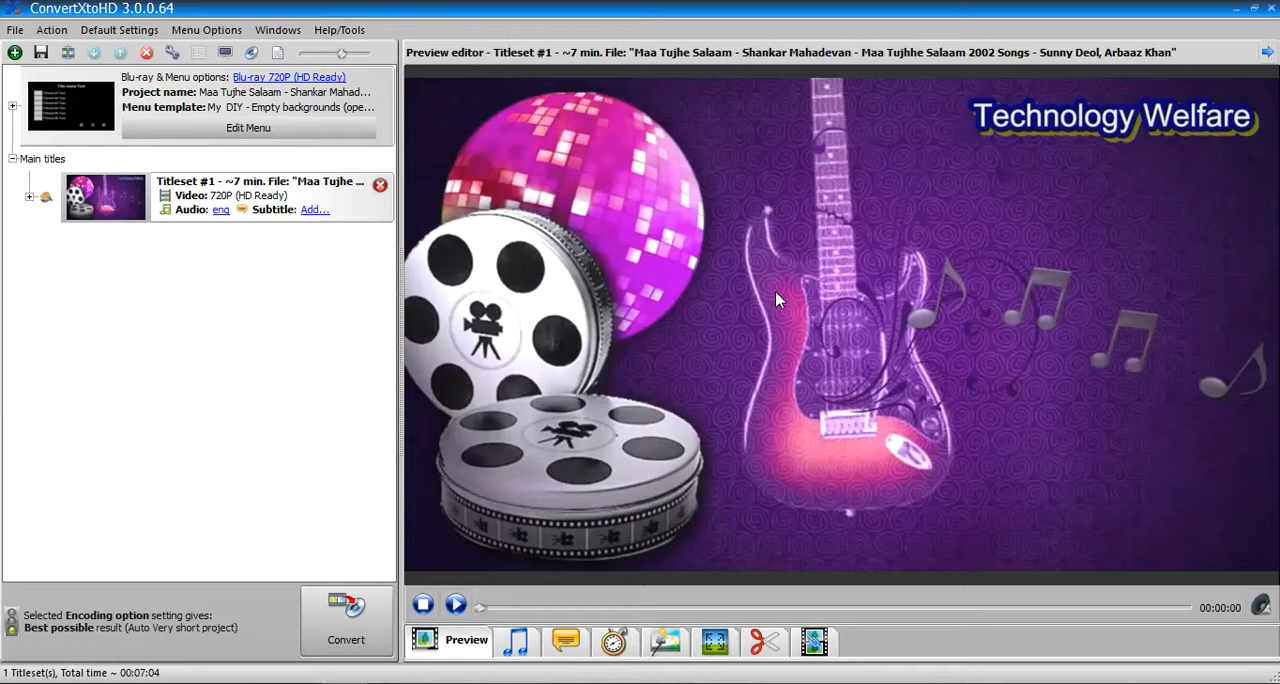 ConvertXtoHD 3.0.0.64
File Action Default Settings Menu Options Windows Help/Tools
Blu-ray & Menu options: Blu-ray 720P (HD Ready)
Project name: Maa Tujhe Salaam - Shankar Mahad...
Menu template: My DIY - Empty backgrounds (ope...
Edit Menu
Main titles
Titleset #1 - ~7 min. File: "Maa Tujhe ...
Video: 720P (HD Ready)
Audio: eng Subtitle: Add...
Selected Encoding option setting gives:
Best possible result (Auto Very short project)
Convert
1 Titleset(s), Total time ~ 00:07:04
Preview editor - Titleset #1 - ~7 min. File: "Maa Tujhe Salaam - Shankar Mahadevan - Maa Tujhhe Salaam 2002 Songs - Sunny Deol, Arbaaz Khan"
Technology Welfare
00:00:00
Preview